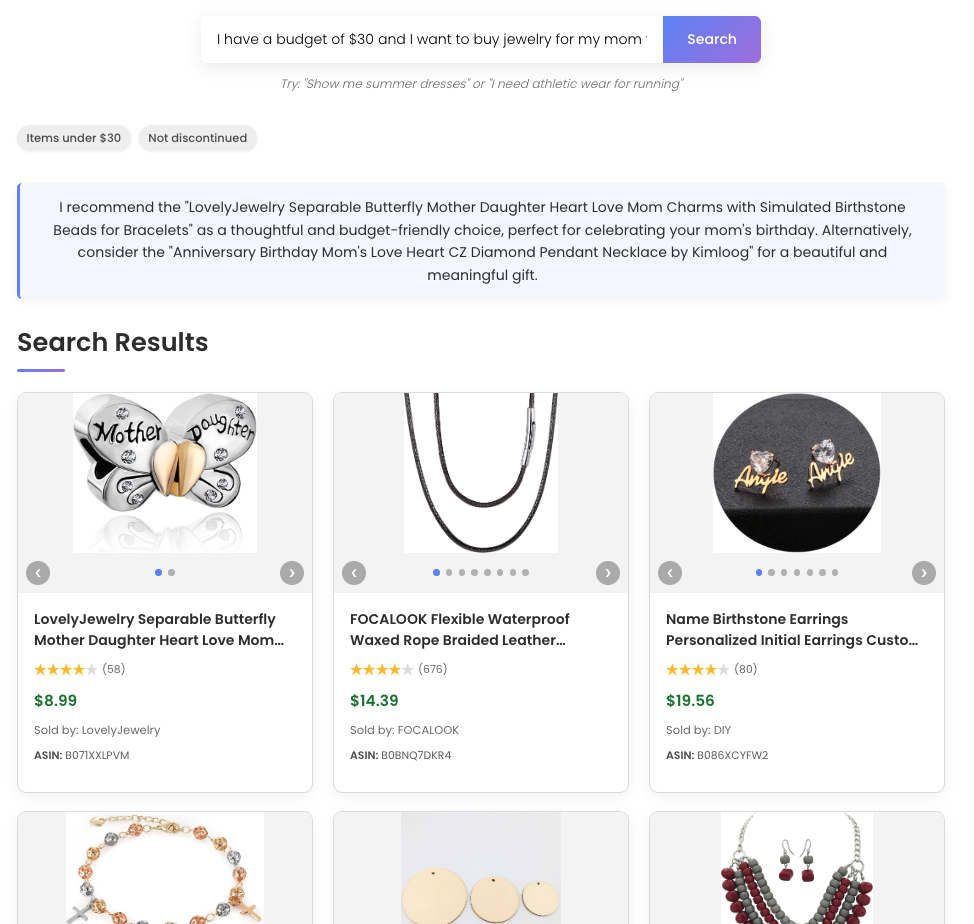 I have a budget of $30 and I want to buy jewelry for my mom
Search
Try: "Show me summer dresses" or "I need athletic wear for running"
Items under $30
Not discontinued
I recommend the "LovelyJewelry Separable Butterfly Mother Daughter Heart Love Mom Charms with Simulated Birthstone
Beads for Bracelets" as a thoughtful and budget-friendly choice, perfect for celebrating your mom's birthday. Alternatively,
consider the "Anniversary Birthday Mom's Love Heart CZ Diamond Pendant Necklace by Kimloog" for a beautiful and
meaningful gift.
Search Results
Mother Daughter
Angie Angie
LovelyJewelry Separable Butterfly
Mother Daughter Heart Love Mom…
(58)
$8.99
Sold by: LovelyJewelry
ASIN: B071XXLPVM
FOCALOOK Flexible Waterproof
Waxed Rope Braided Leather…
(676)
$14.39
Sold by: FOCALOOK
ASIN: B0BNQ7DKR4
Name Birthstone Earrings
Personalized Initial Earrings Custo…
(80)
$19.56
Sold by: DIY
ASIN: B086XCYFW2